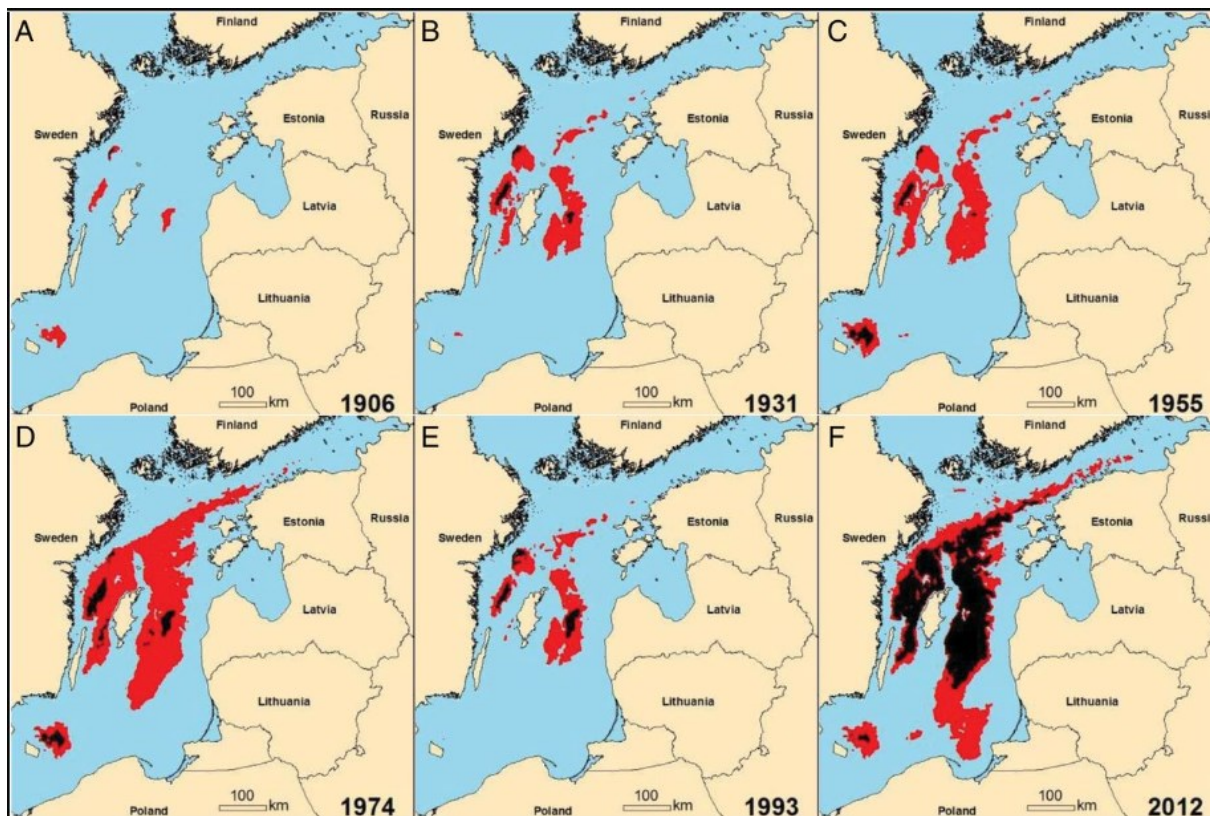 A
Finland
Sweden
Estonia
Russia
Latvia
Lithuania
Poland
100
km
1906
B
Finland
Sweden
Estonia
Russia
Latvia
Lithuania
Poland
100
km
1931
C
Finland
Sweden
Estonia
Russia
Latvia
Lithuania
Poland
100
km
1955
D
Finland
Sweden
Estonia
Russia
Latvia
Lithuania
Poland
100
km
1974
E
Finland
Sweden
Estonia
Russia
Latvia
Lithuania
Poland
100
km
1993
F
Finland
Sweden
Estonia
Russia
Latvia
Lithuania
Poland
100
km
2012